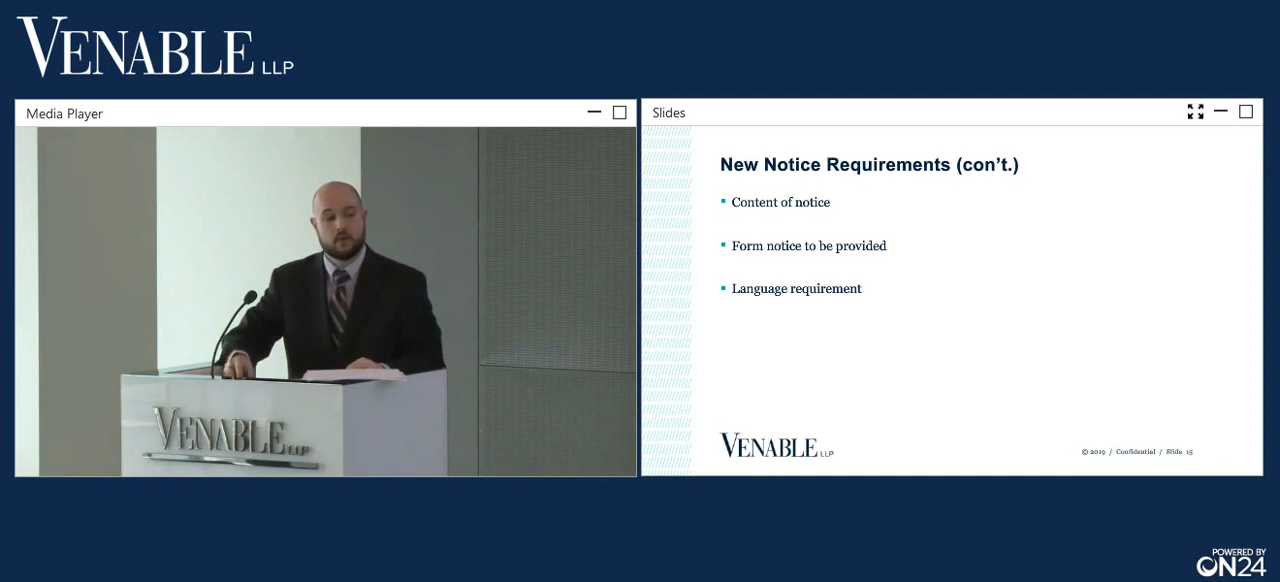 VENABLE LLP
Media Player
VENABLE LLP
Slides
New Notice Requirements (con’t.)
Content of notice
Form notice to be provided
Language requirement
VENABLE LLP
© 2019 / Confidential / Slide 15
POWERED BY
ON24